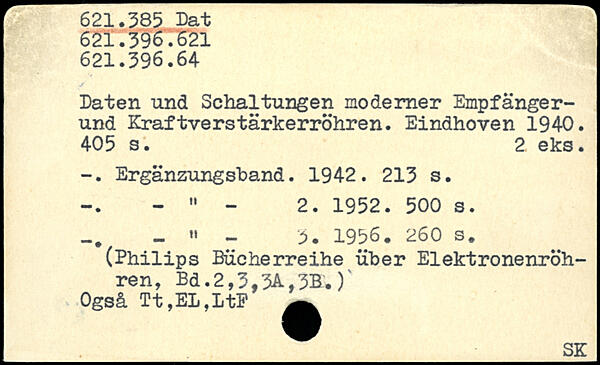 621.385 Dat
621.396.621
621.396.64
Daten und Schaltungen moderner Empfänger-
und Kraftverstärkerröhren. Eindhoven 1940.
405 s. 2 eks.
-. Ergänzungsband. 1942. 213 s.
-. - " - 2. 1952. 500 s.
-. - " - 3. 1956. 260 s.
(Philips Bücherreihe über Elektronenröh-
ren, Bd.2,3,3A,3B.)
Også Tt,EL,LtF
SK